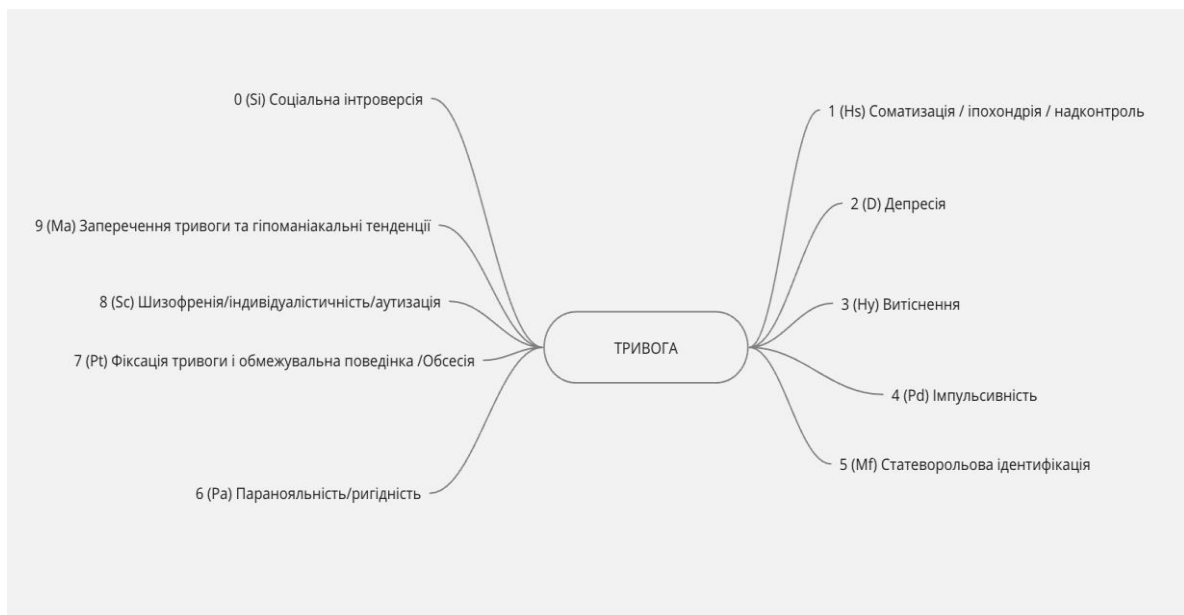 0 (Si) Соціальна інтроверсія
9 (Ma) Заперечення тривоги та гіпоманіакальні тенденції
8 (Sc) Шизофренія/індивідуалістичність/аутизація
7 (Pt) Фіксація тривоги і обмежувальна поведінка /Обсесія
6 (Pa) Паранояльність/ригідність
ТРИВОГА
1 (Hs) Соматизація / іпохондрія / надконтроль
2 (D) Депресія
3 (Hy) Витіснення
4 (Pd) Імпульсивність
5 (Mf) Статеворольова ідентифікація